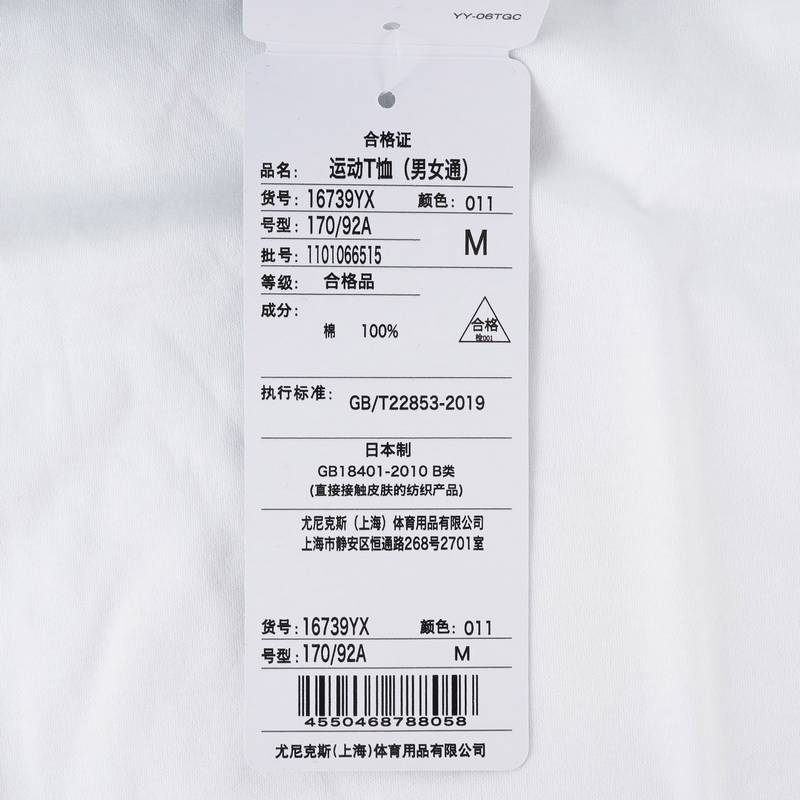 YY-06TGC
合格证
品名: 运动T恤（男女通）
货号: 16739YX 颜色: 011
号型: 170/92A
M
批号: 1101066515
等级: 合格品
成分:
棉 100%
合格
检001
执行标准: GB/T22853-2019
日本制
GB18401-2010 B类
(直接接触皮肤的纺织产品)
尤尼克斯（上海）体育用品有限公司
上海市静安区恒通路268号2701室
货号: 16739YX 颜色: 011
号型: 170/92A M
4550468788058
尤尼克斯(上海)体育用品有限公司